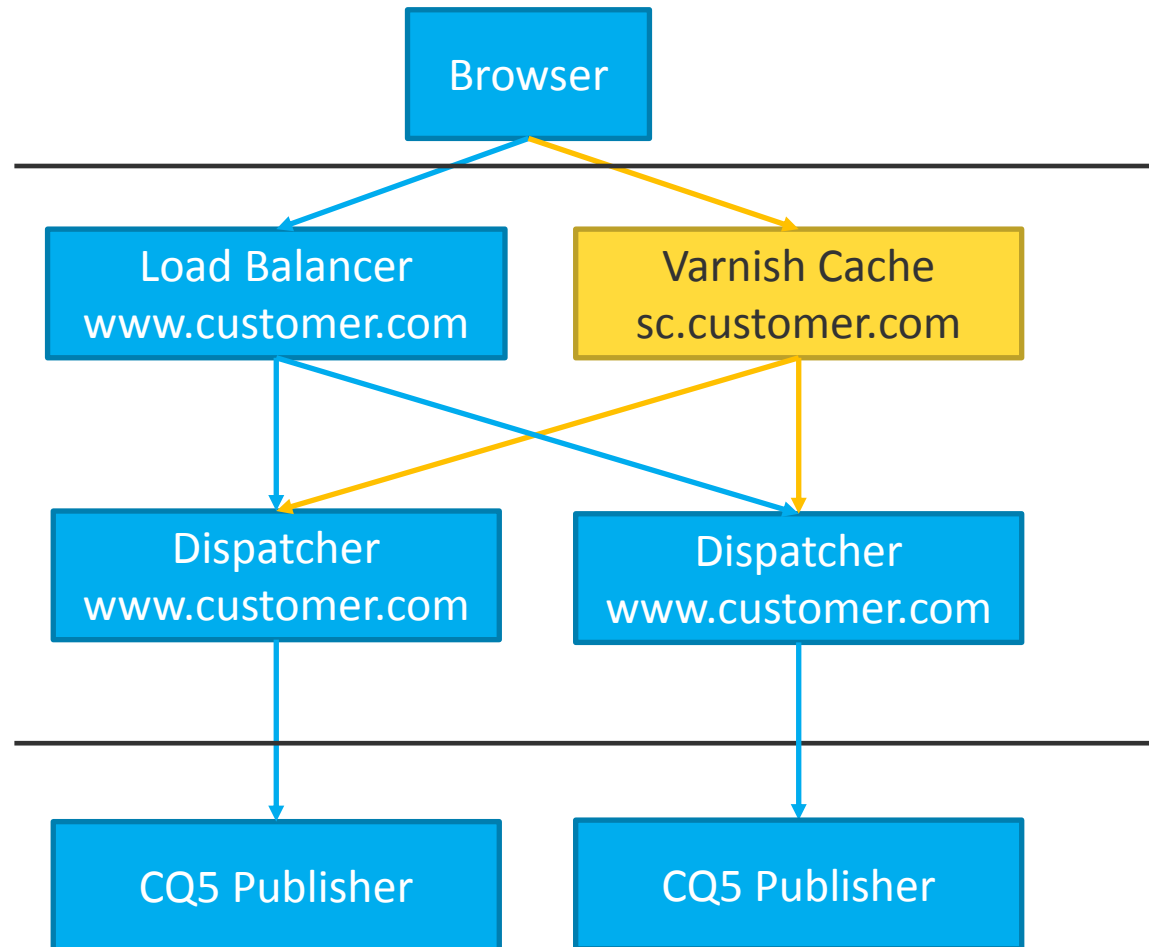 Browser
Load Balancer
www.customer.com
Varnish Cache
sc.customer.com
Dispatcher
www.customer.com
Dispatcher
www.customer.com
CQ5 Publisher
CQ5 Publisher